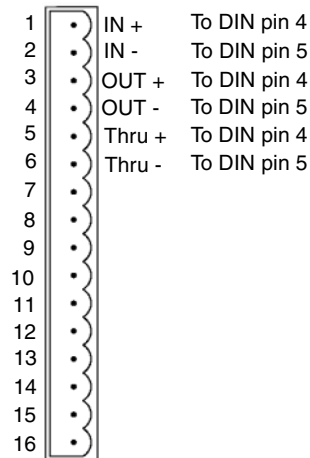 1 IN + To DIN pin 4
2 IN - To DIN pin 5
3 OUT + To DIN pin 4
4 OUT - To DIN pin 5
5 Thru + To DIN pin 4
6 Thru - To DIN pin 5
7
8
9
10
11
12
13
14
15
16